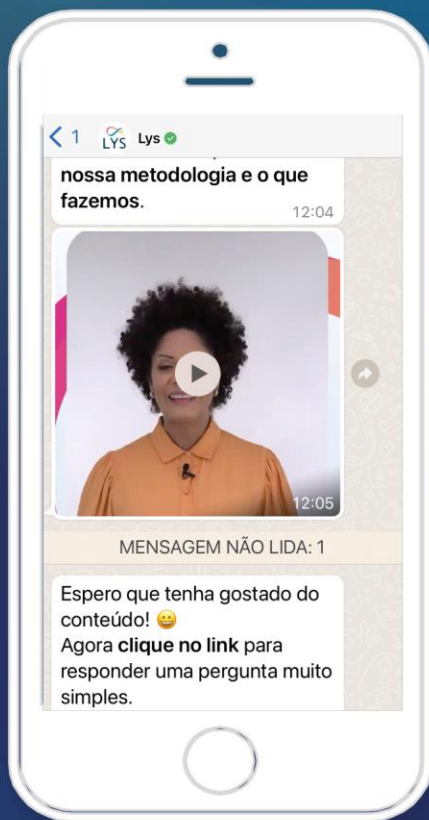 1
LYS
Lys
nossa metodologia e o que
fazemos.
12:04
12:05
MENSAGEM NÃO LIDA: 1
Espero que tenha gostado do
conteúdo! 😀
Agora clique no link para
responder uma pergunta muito
simples.